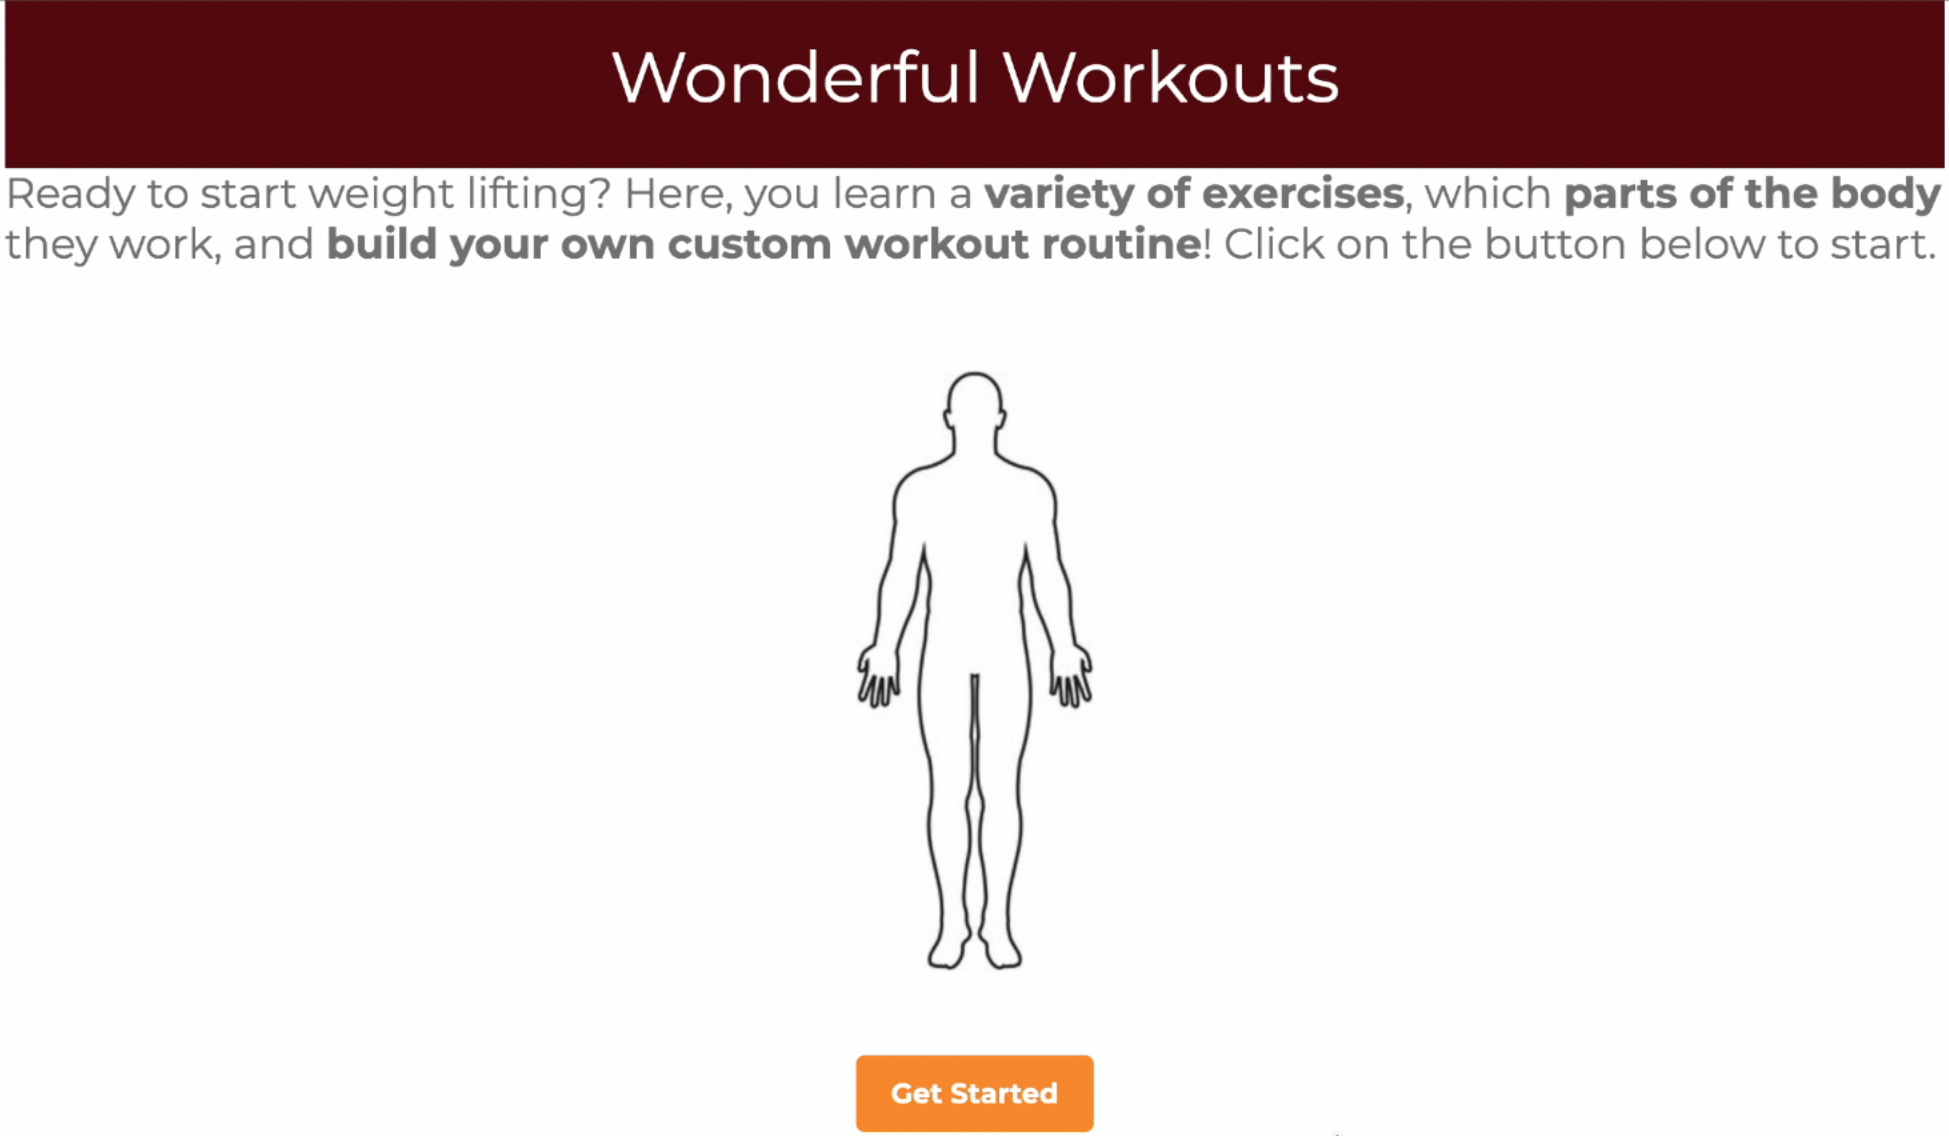 Wonderful Workouts
Ready to start weight lifting? Here, you learn a variety of exercises, which parts of the body
they work, and build your own custom workout routine! Click on the button below to start.
Get Started